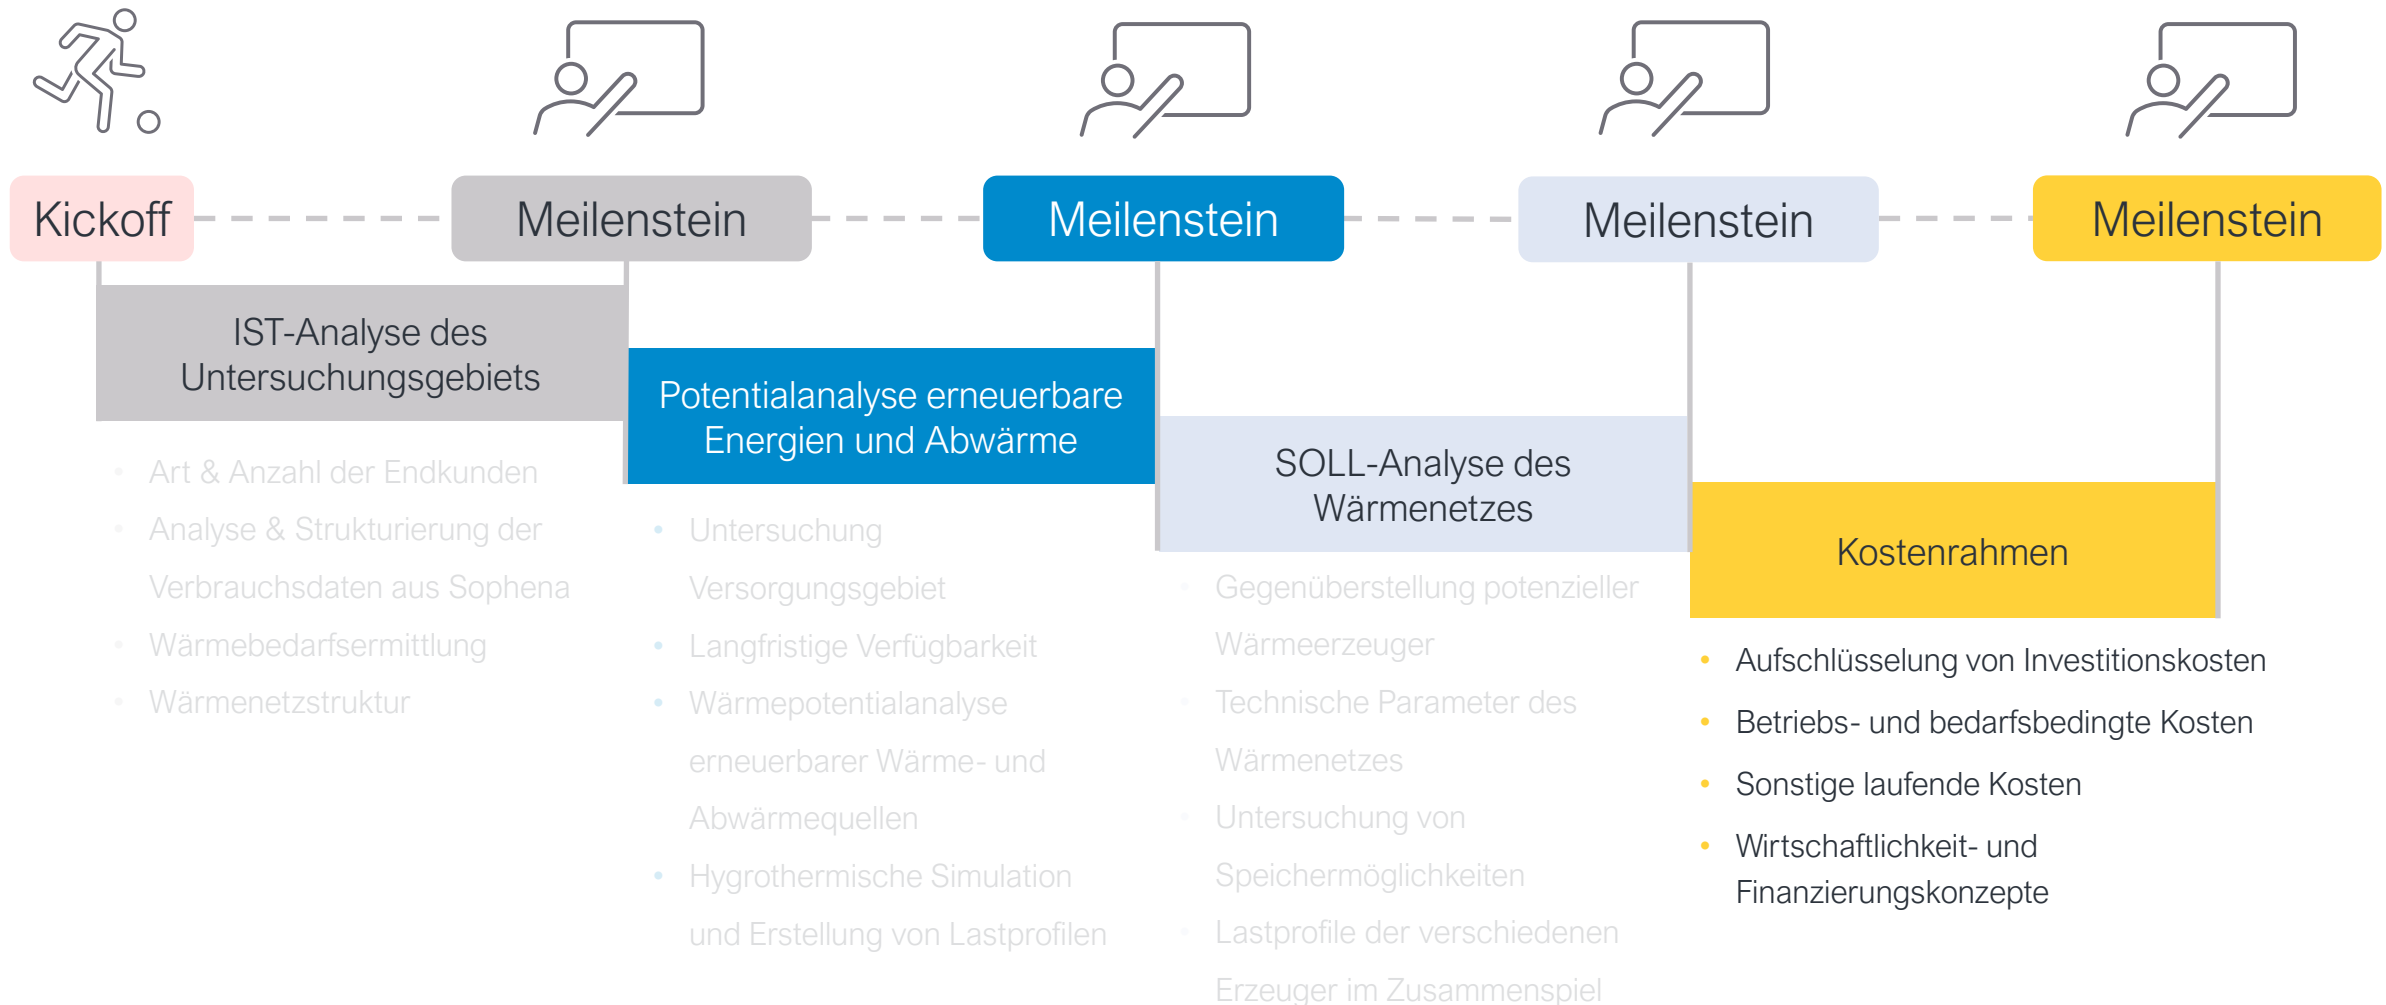 Kickoff
Meilenstein
Meilenstein
Meilenstein
Meilenstein
IST-Analyse des
Untersuchungsgebiets
• Art & Anzahl der Endkunden
• Analyse & Strukturierung der
Verbrauchsdaten aus Sophena
• Wärmebedarfsermittlung
• Wärmenetzstruktur
Potentialanalyse erneuerbare
Energien und Abwärme
• Untersuchung
Versorgungsgebiet
• Langfristige Verfügbarkeit
• Wärmepotentialanalyse
erneuerbarer Wärme- und
Abwärmequellen
• Hygrothermische Simulation
und Erstellung von Lastprofilen
SOLL-Analyse des
Wärmenetzes
• Gegenüberstellung potenzieller
Wärmeerzeuger
• Technische Parameter des
Wärmenetzes
• Untersuchung von
Speichermöglichkeiten
• Lastprofile der verschiedenen
Erzeuger im Zusammenspiel
Kostenrahmen
• Aufschlüsselung von Investitionskosten
• Betriebs- und bedarfsbedingte Kosten
• Sonstige laufende Kosten
• Wirtschaftlichkeit- und
Finanzierungskonzepte